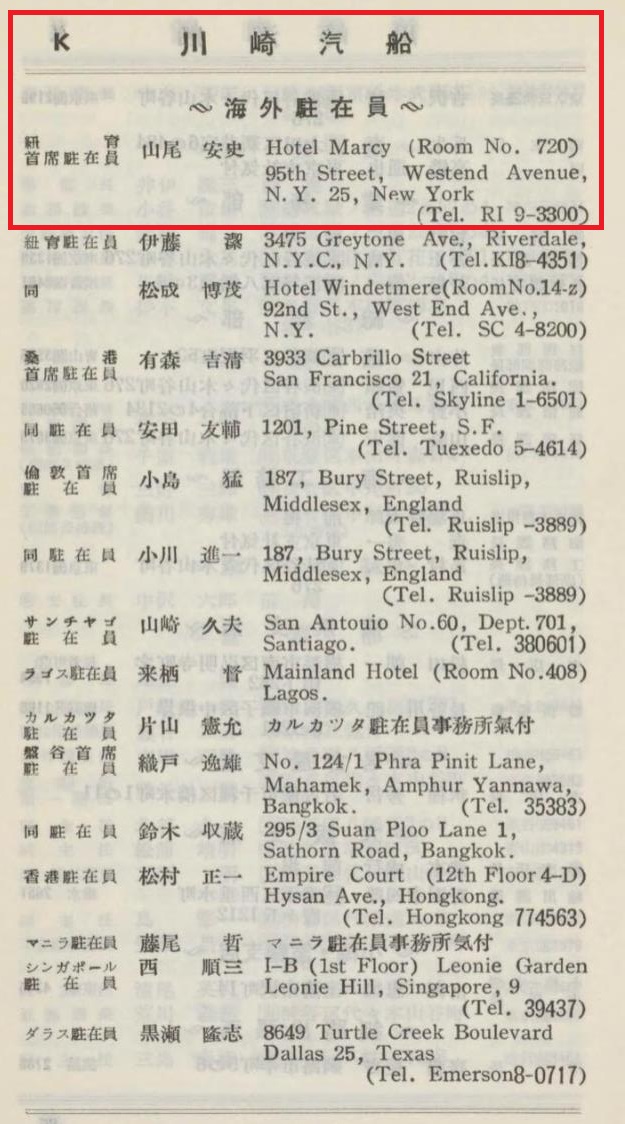 K 川崎汽船
～海外駐在員～
紐育
首席駐在員 山尾 安史 Hotel Marcy (Room No. 720)
95th Street, Westend Avenue,
N.Y. 25, New York
(Tel. RI 9-3300)
紐育駐在員 伊藤 潔 3475 Greytone Ave., Riverdale,
N.Y.C., N.Y. (Tel.KI8-4351)
同 松成 博茂 Hotel Windetmere(RoomNo.14-z)
92nd St., West End Ave.,
N.Y. (Tel. SC 4-8200)
桑港
首席駐在員 有森 吉清 3933 Carbrillo Street
San Francisco 21, California.
(Tel. Skyline 1-6501)
同駐在員 安田 友輔 1201, Pine Street, S.F.
(Tel. Tuexedo 5-4614)
倫敦首席
駐在員 小島 猛 187, Bury Street, Ruislip,
Middlesex, England
(Tel. Ruislip -3889)
同駐在員 小川 進一 187, Bury Street, Ruislip,
Middlesex, England
(Tel. Ruislip -3889)
サンチヤゴ
駐在員 山崎 久夫 San Antouio No.60, Dept.701,
Santiago. (Tel. 380601)
ラゴス駐在員 来栖 督 Mainland Hotel (Room No.408)
Lagos.
カルカツタ
駐在員 片山 憲允 カルカツタ駐在員事務所氣付
盤谷首席
駐在員 織戸 逸雄 No. 124/1 Phra Pinit Lane,
Mahamek, Amphur Yannawa,
Bangkok. (Tel. 35383)
同駐在員 鈴木 収蔵 295/3 Suan Ploo Lane 1,
Sathorn Road, Bangkok.
香港駐在員 松村 正一 Empire Court (12th Floor 4-D)
Hysan Ave., Hongkong.
(Tel. Hongkong 774563)
マニラ駐在員 藤尾 哲 マニラ駐在員事務所気付
シンガポール
駐在員 西 順三 I-B (1st Floor) Leonie Garden
Leonie Hill, Singapore, 9
(Tel. 39437)
ダラス駐在員 黒瀬 隆志 8649 Turtle Creek Boulevard
Dallas 25, Texas
(Tel. Emerson8-0717)